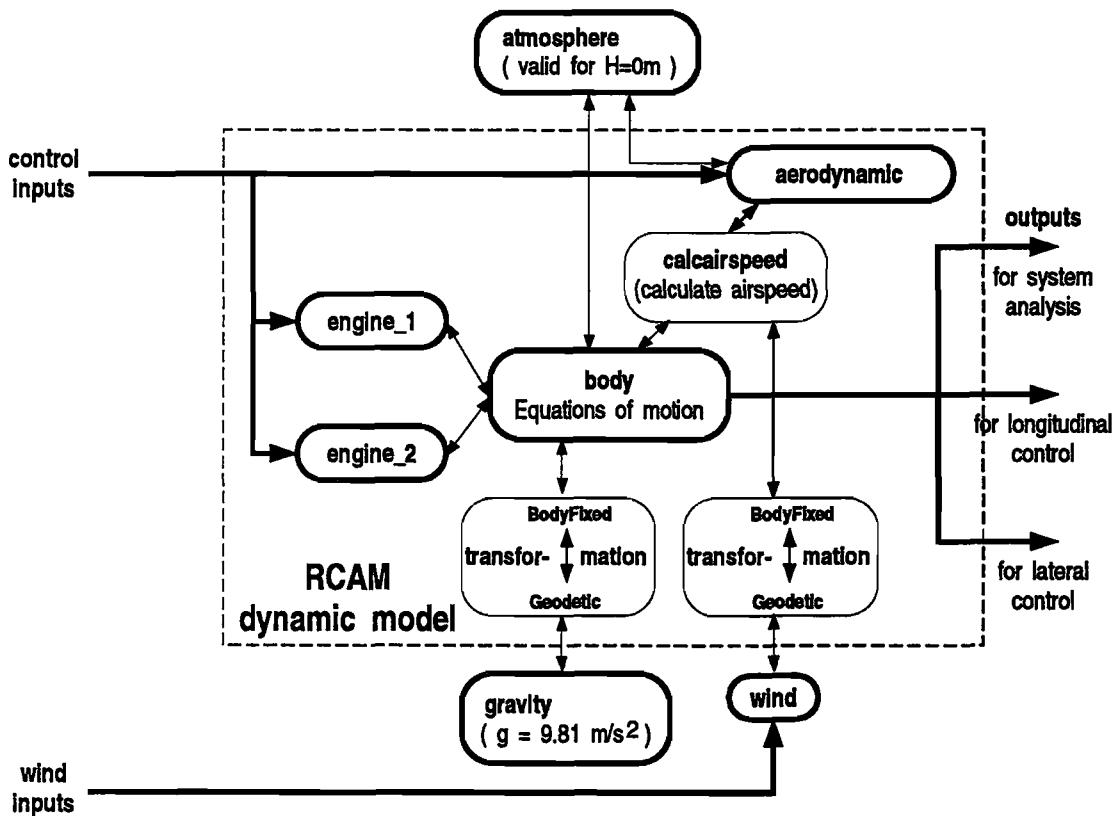 atmosphere
( valid for H=0m )
control
inputs
aerodynamic
outputs
calcairspeed
(calculate airspeed)
for system
analysis
engine_1
body
Equations of motion
for longitudinal
control
engine_2
BodyFixed
transfor- mation
Geodetic
BodyFixed
transfor- mation
Geodetic
for lateral
control
RCAM
dynamic model
gravity
( g = 9.81 m/s2 )
wind
wind
inputs